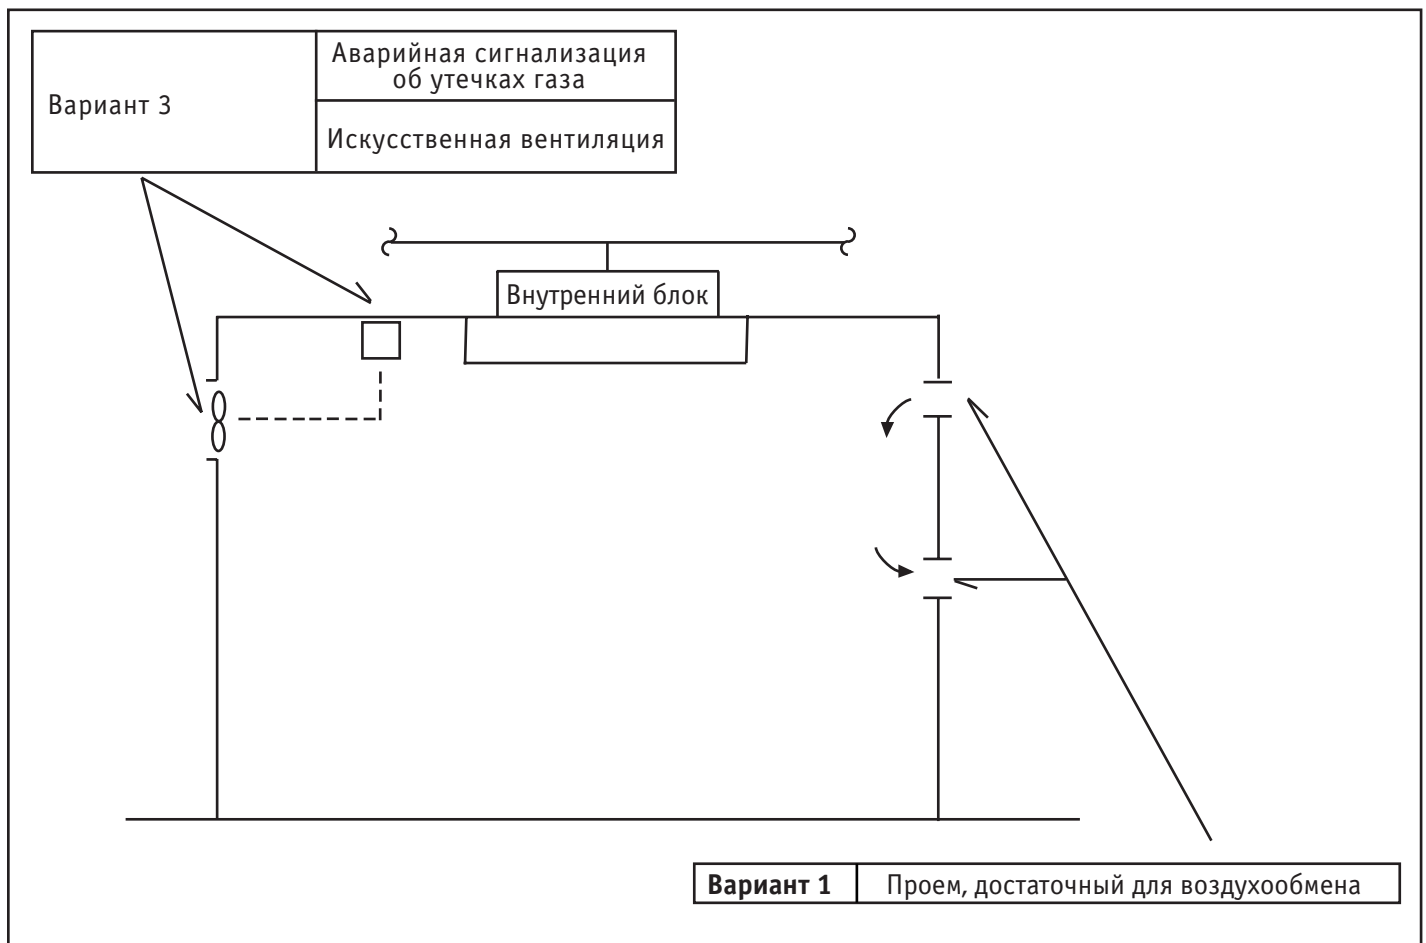 Вариант 3
Аварийная сигнализация
об утечках газа
Искусственная вентиляция
Внутренний блок
Вариант 1
Проем, достаточный для воздухообмена